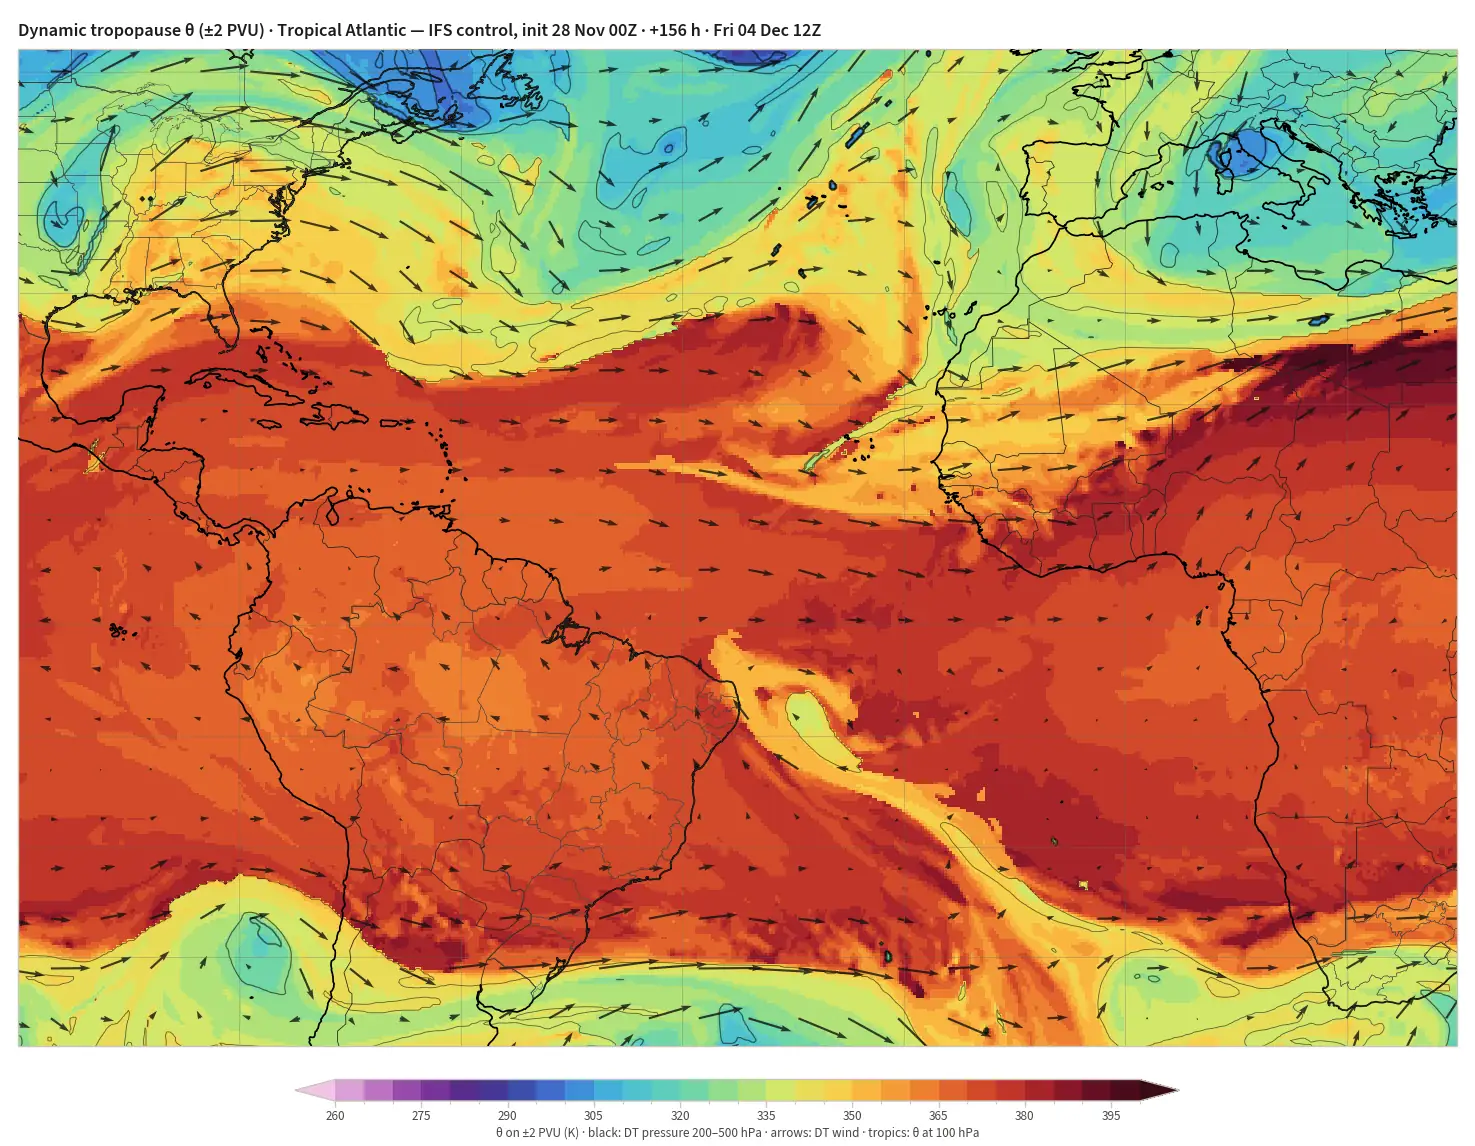 Dynamic tropopause θ (±2 PVU) · Tropical Atlantic — IFS control, init 28 Nov 00Z · +156 h · Fri 04 Dec 12Z
260 275 290 305 320 335 350 365 380 395
θ on ±2 PVU (K) · black: DT pressure 200–500 hPa · arrows: DT wind · tropics: θ at 100 hPa